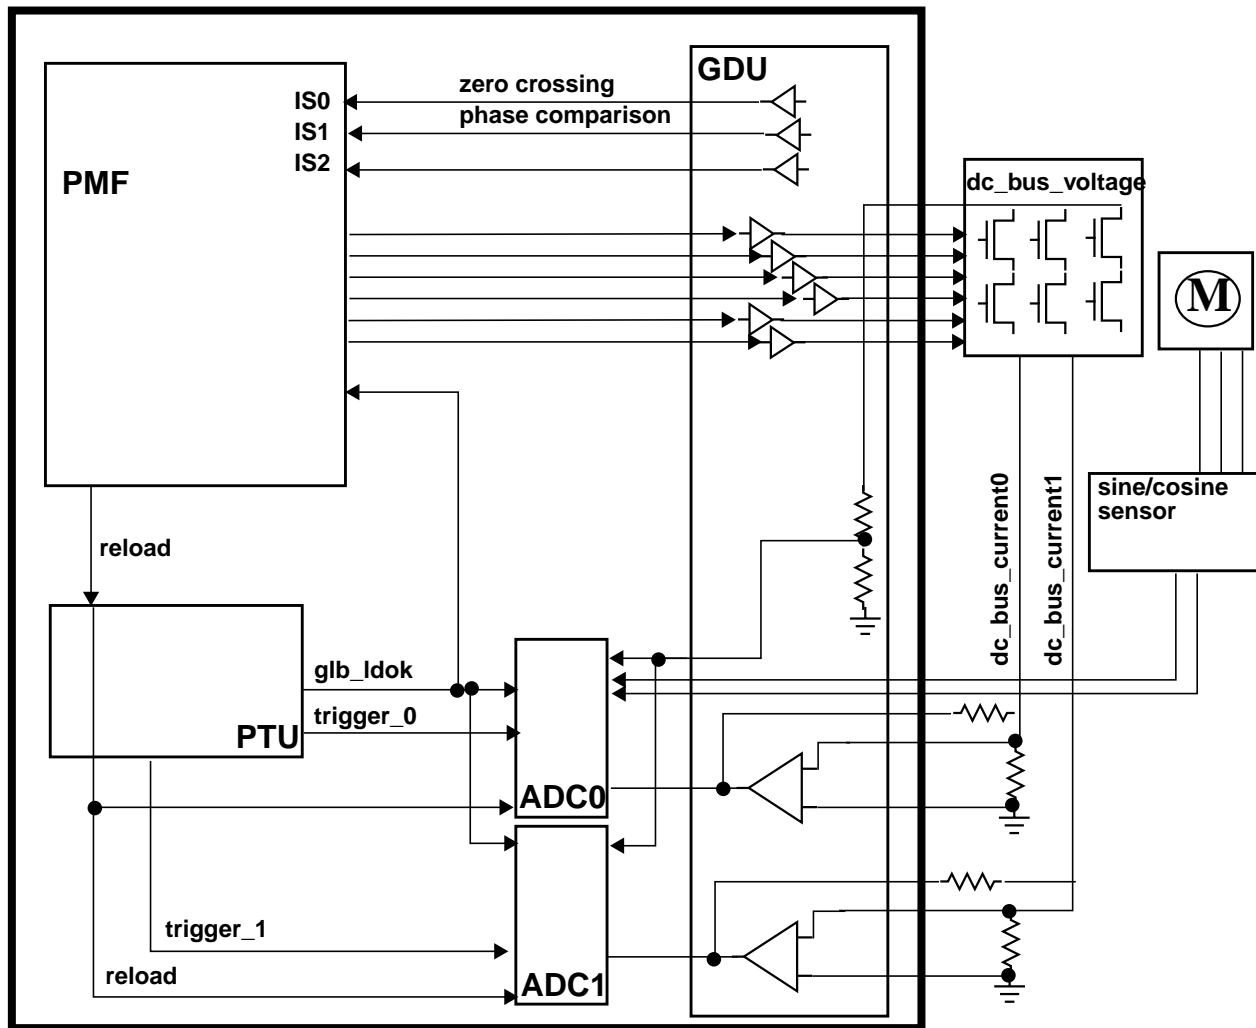 GDU
zero crossing
IS0
phase comparison
IS1
IS2
PMF
dc_bus_voltage
M
sine/cosine
sensor
dc_bus_current0
dc_bus_current1
reload
glb_ldok
trigger_0
PTU
ADC0
trigger_1
reload
ADC1